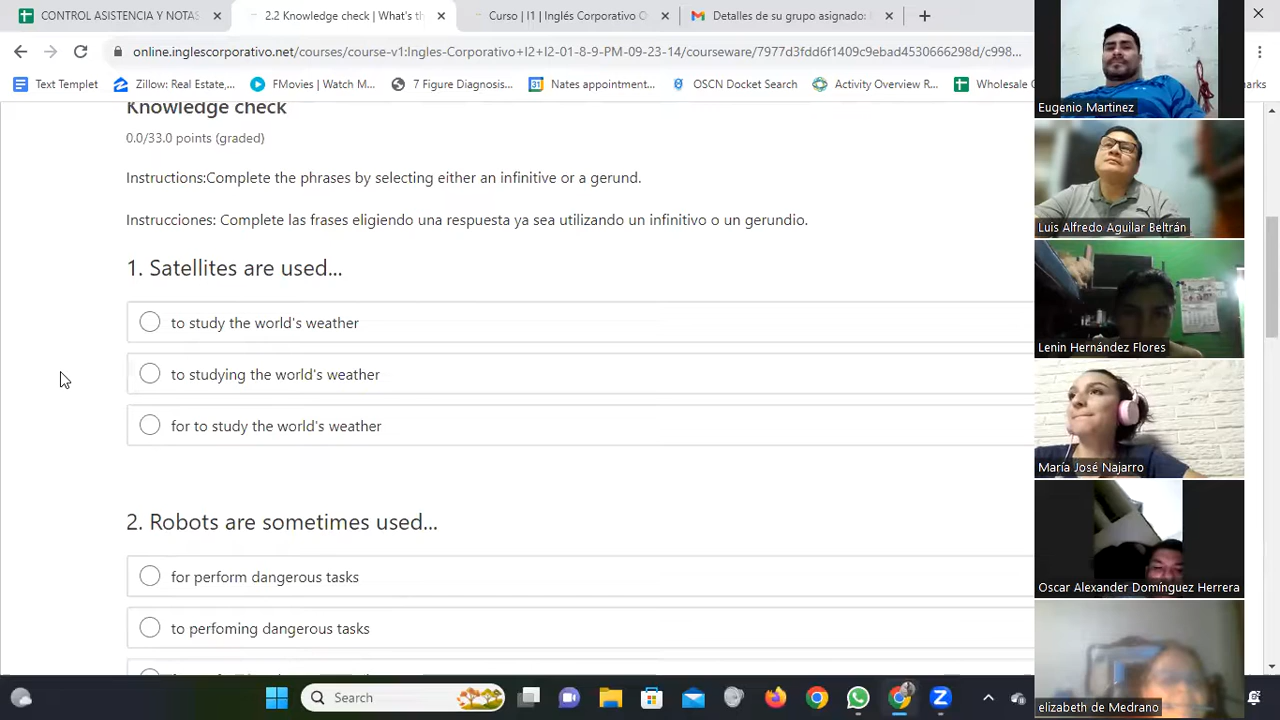 CONTROL ASISTENCIA Y NOTAS
2.2 Knowledge check | What's th
Curso | I1 | Inglés Corporativo O
Detalles de su grupo asignado:
online.inglescorporativo.net/courses/course-v1:Ingles-Corporativo+I2+I2-01-8-9-PM-09-23-14/courseware/7977d3fdd6f1409c9ebad4530666298d/c998...
Text Templet
Zillow: Real Estate,...
FMovies | Watch M...
7 Figure Diagnosis...
Nates appointment...
OSCN Docket Search
Activity Overview R...
Wholesale
Knowledge check
0.0/33.0 points (graded)
Instructions:Complete the phrases by selecting either an infinitive or a gerund.
Instrucciones: Complete las frases eligiendo una respuesta ya sea utilizando un infinitivo o un gerundio.
1. Satellites are used...
to study the world's weather
to studying the world's weather
for to study the world's weather
2. Robots are sometimes used...
for perform dangerous tasks
to perfoming dangerous tasks
Search
Eugenio Martinez
Luis Alfredo Aguilar Beltrán
Lenin Hernández Flores
María José Najarro
Oscar Alexander Domínguez Herrera
elizabeth de Medrano